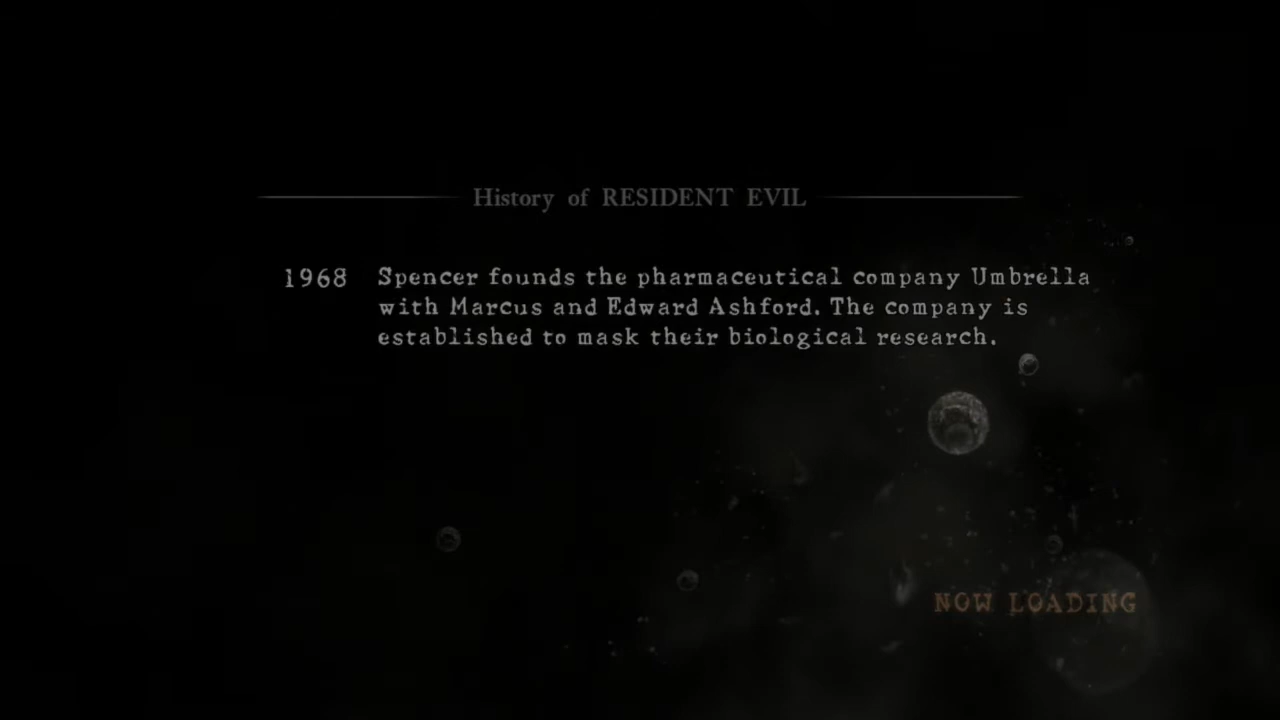 History of RESIDENT EVIL
1968 Spencer founds the pharmaceutical company Umbrella
with Marcus and Edward Ashford. The company is
established to mask their biological research.
NOW LOADING